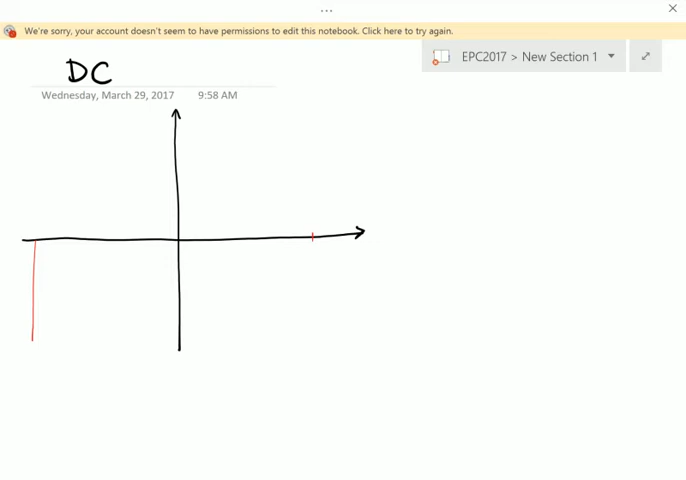 ...
We're sorry, your account doesn't seem to have permissions to edit this notebook. Click here to try again.
EPC2017 > New Section 1
DC
Wednesday, March 29, 2017 9:58 AM